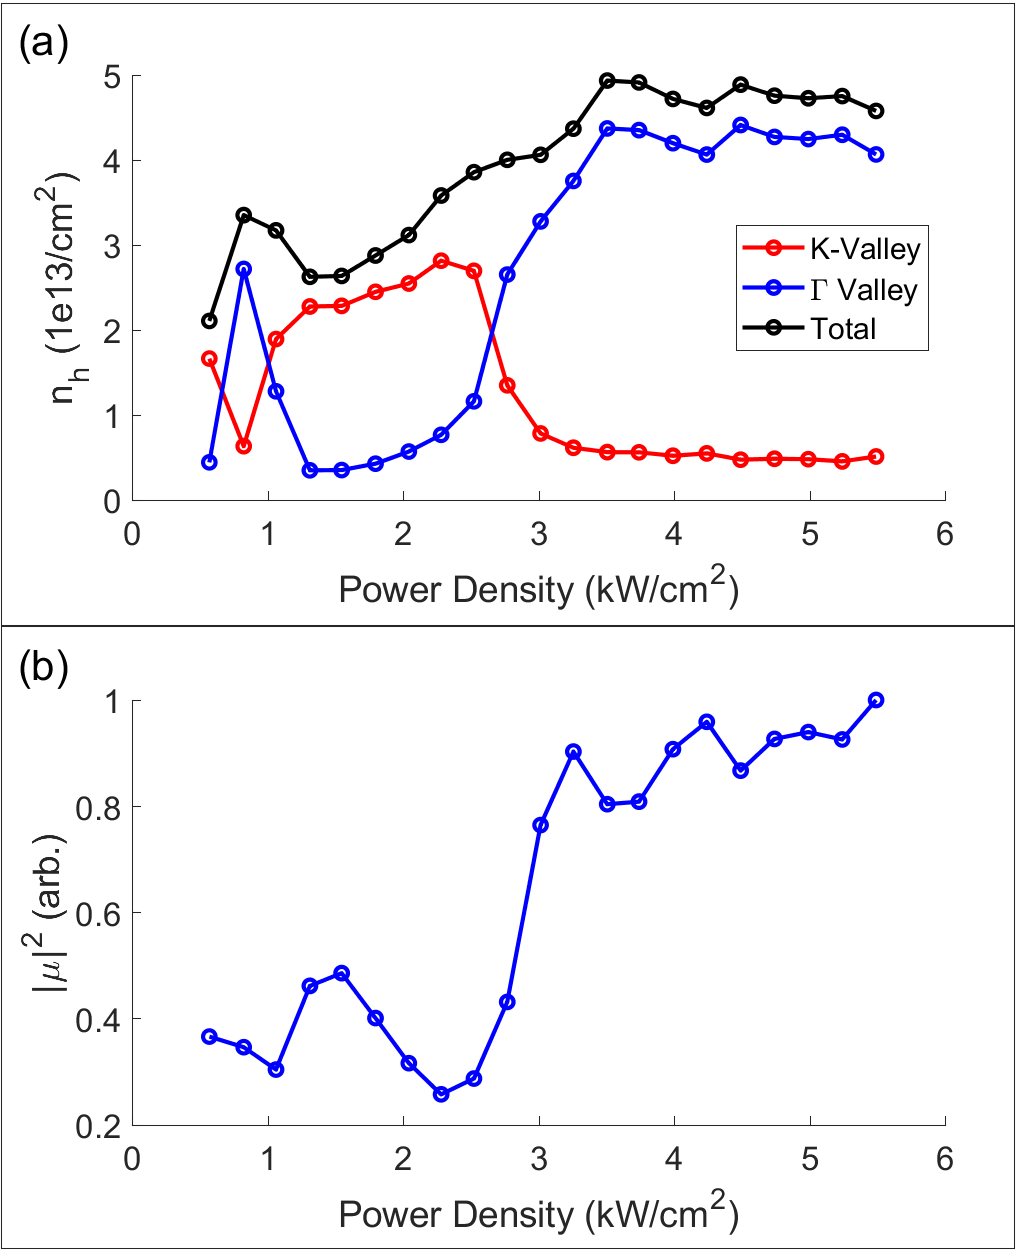 (a)
5
4
3
2
1
0
n_h (1e13/cm^2)
K-Valley
Γ Valley
Total
0 1 2 3 4 5 6
Power Density (kW/cm^2)
(b)
1
0.8
0.6
0.4
0.2
|μ|^2 (arb.)
0 1 2 3 4 5 6
Power Density (kW/cm^2)